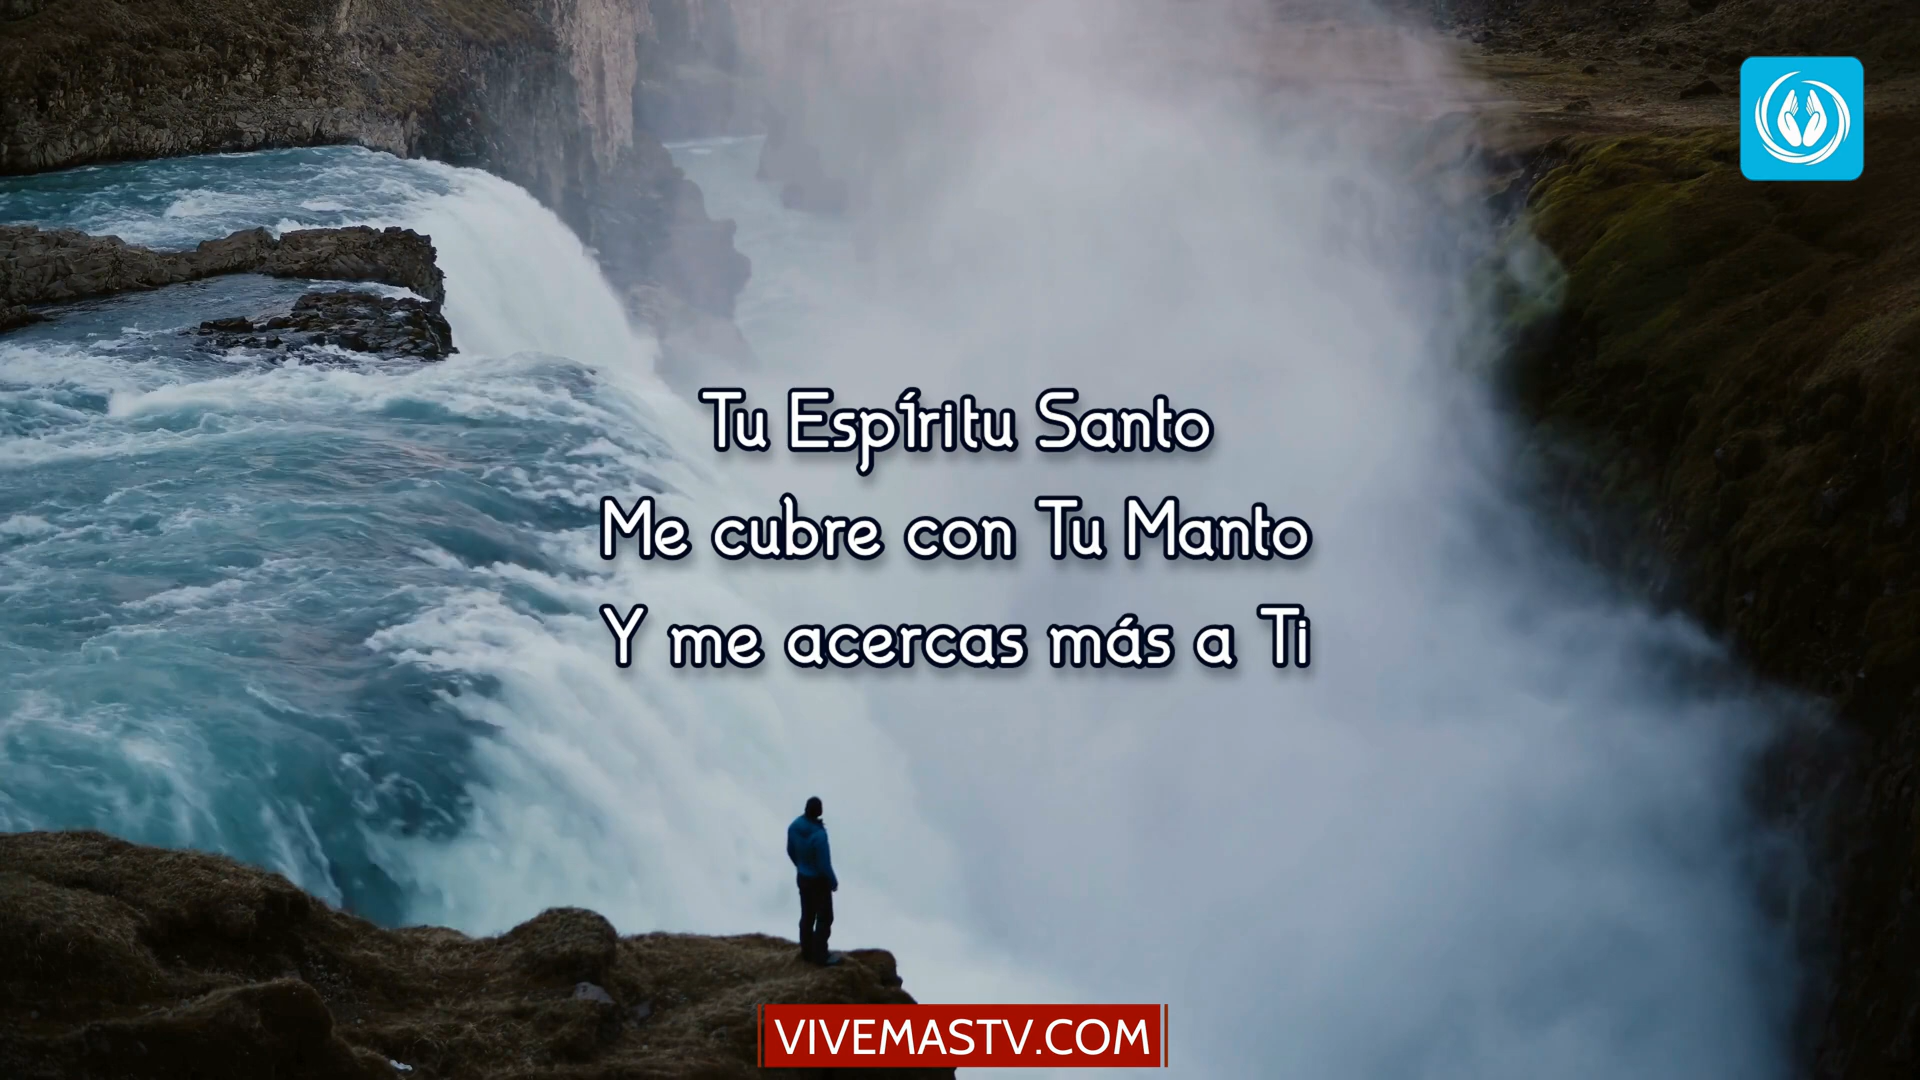 Tu Espíritu Santo
Me cubre con Tu Manto
Y me acercas más a Ti
VIVEMASTV.COM